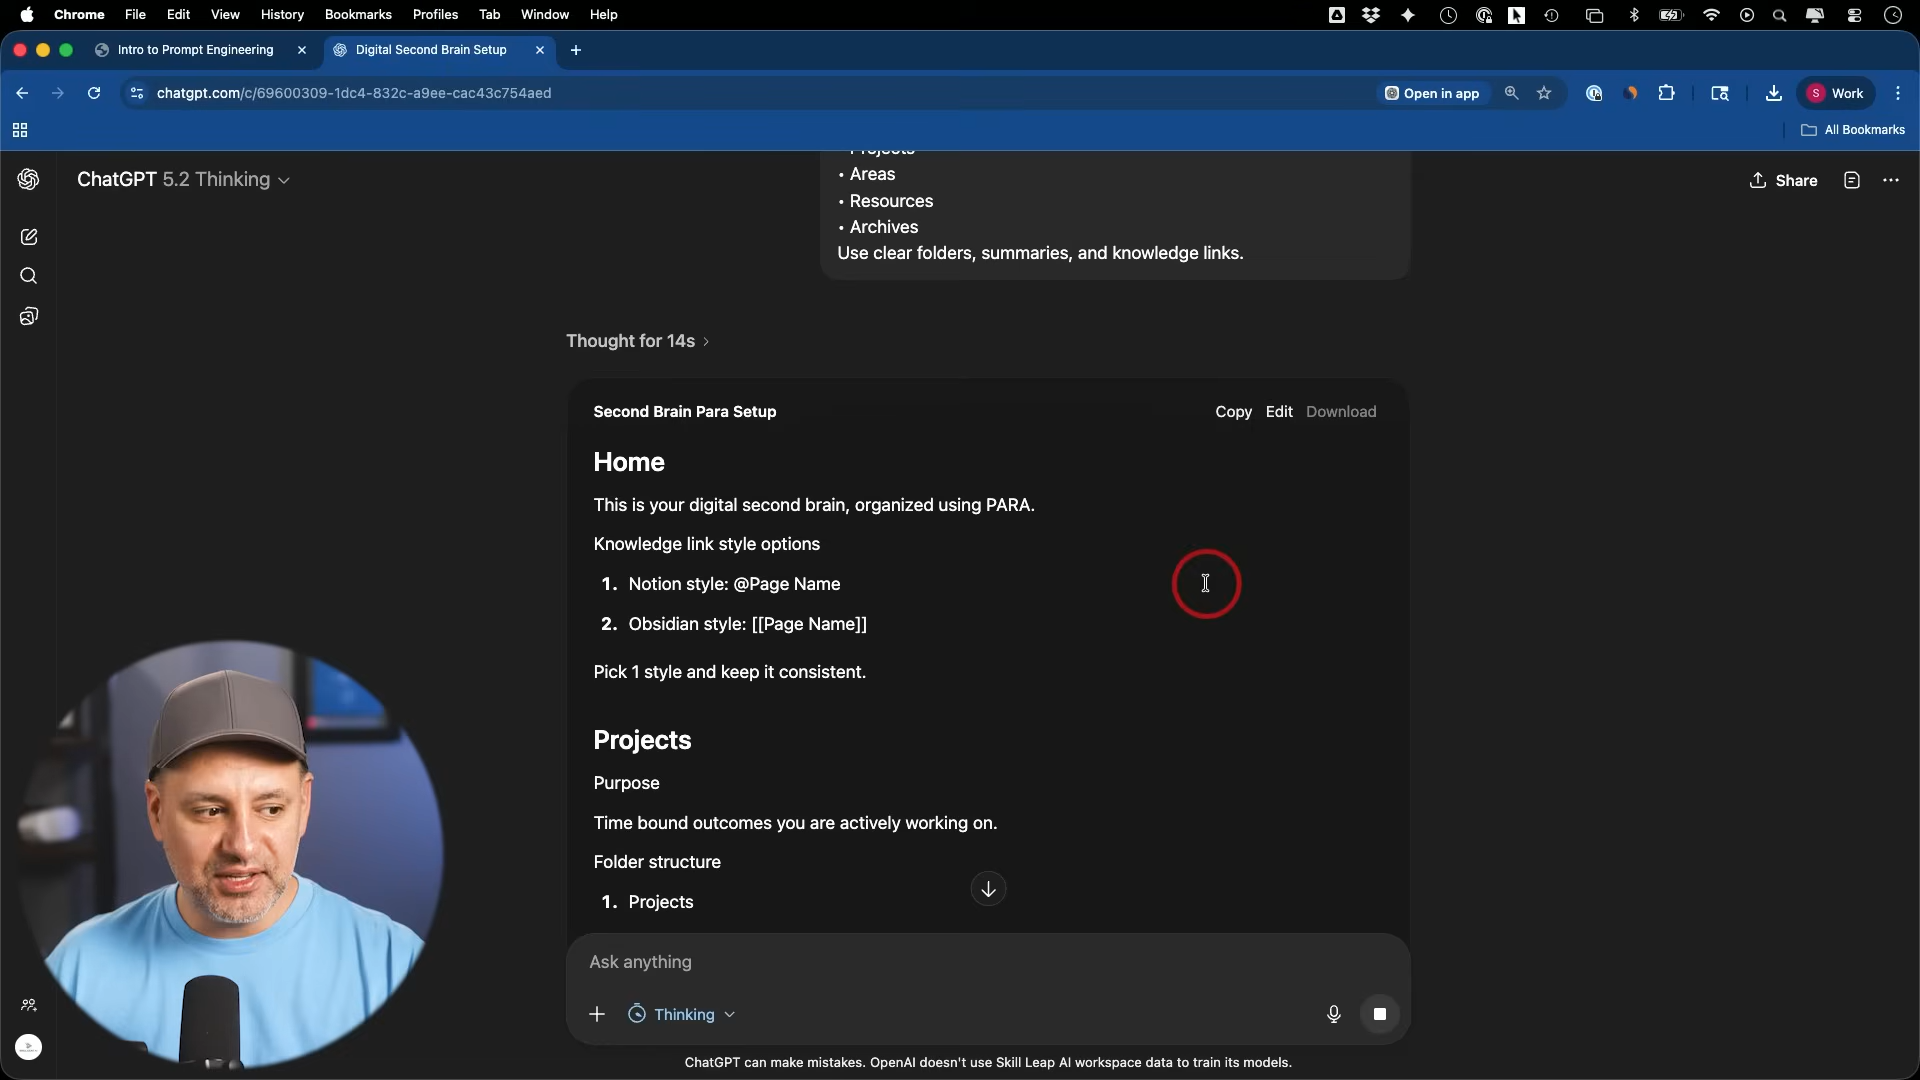 Chrome File Edit View History Bookmarks Profiles Tab Window Help
Intro to Prompt Engineering
Digital Second Brain Setup
chatgpt.com/c/69600309-1dc4-832c-a9ee-cac43c754aed
Open in app
S Work
All Bookmarks
ChatGPT 5.2 Thinking
Share
• Projects
• Areas
• Resources
• Archives
Use clear folders, summaries, and knowledge links.
Thought for 14s
Second Brain Para Setup
Copy Edit Download
Home
This is your digital second brain, organized using PARA.
Knowledge link style options
1. Notion style: @Page Name
2. Obsidian style: [[Page Name]]
Pick 1 style and keep it consistent.
Projects
Purpose
Time bound outcomes you are actively working on.
Folder structure
1. Projects
Ask anything
Thinking
ChatGPT can make mistakes. OpenAI doesn't use Skill Leap AI workspace data to train its models.